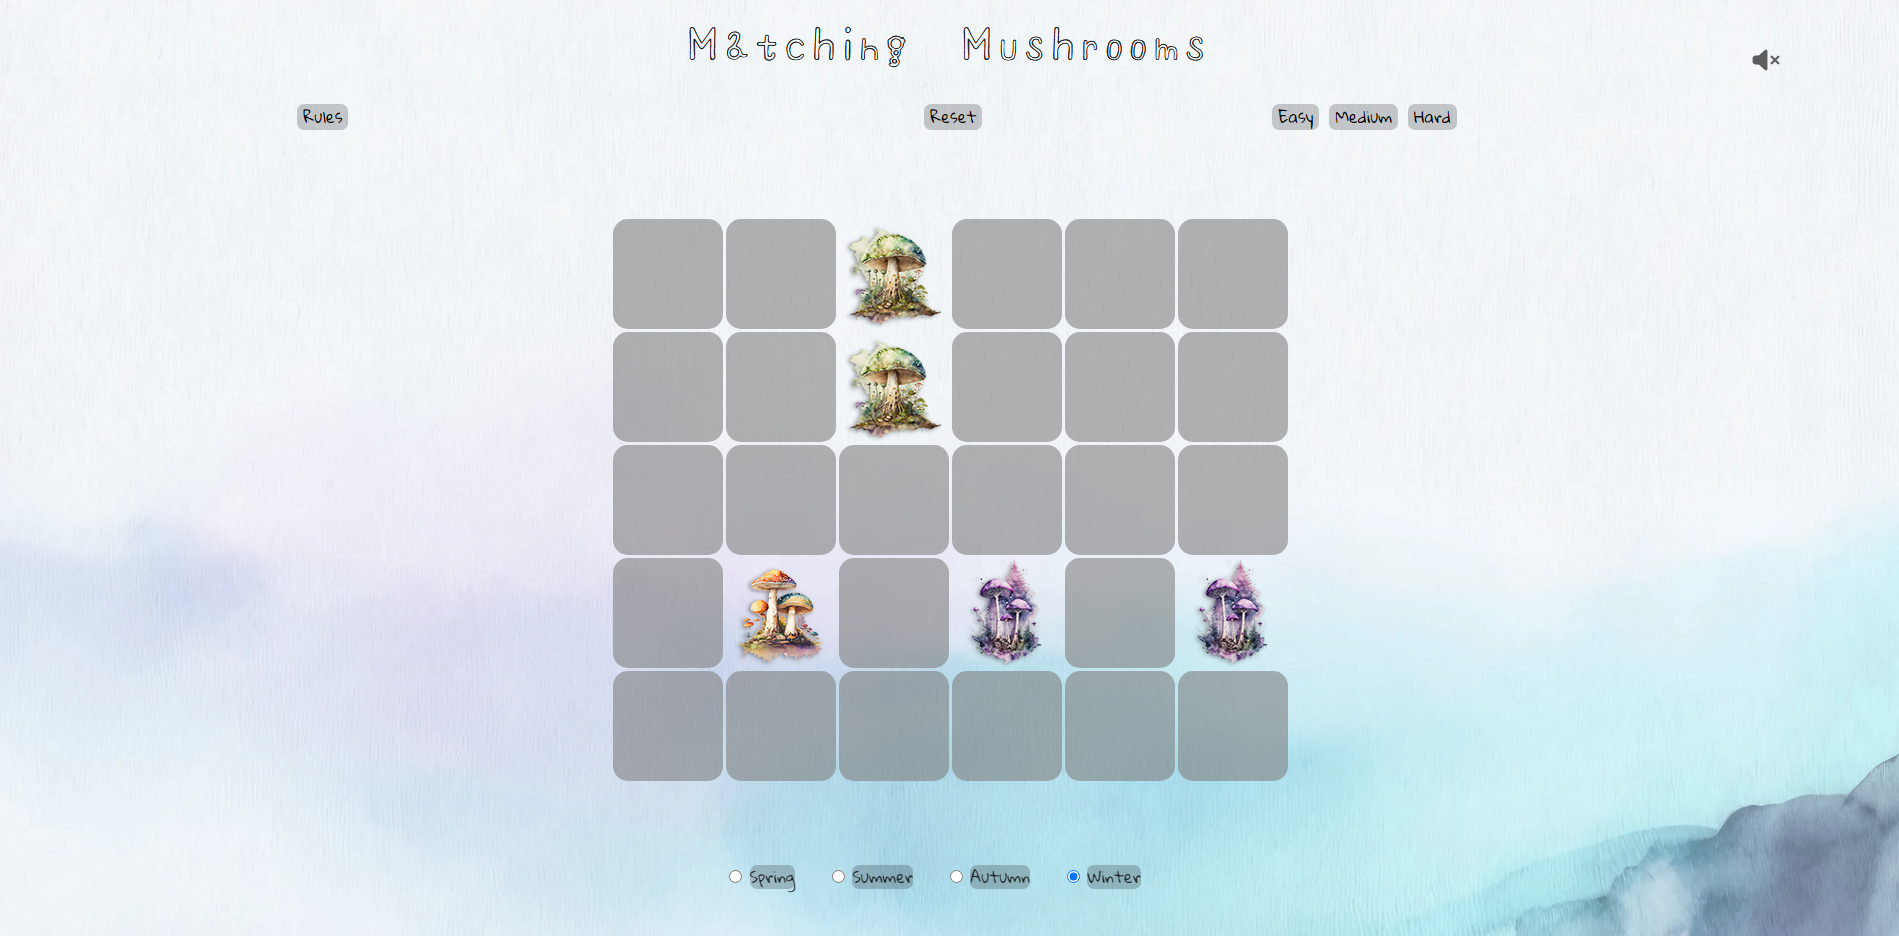 Matching Mushrooms
Rules
Reset
Easy Medium Hard
Spring Summer Autumn Winter